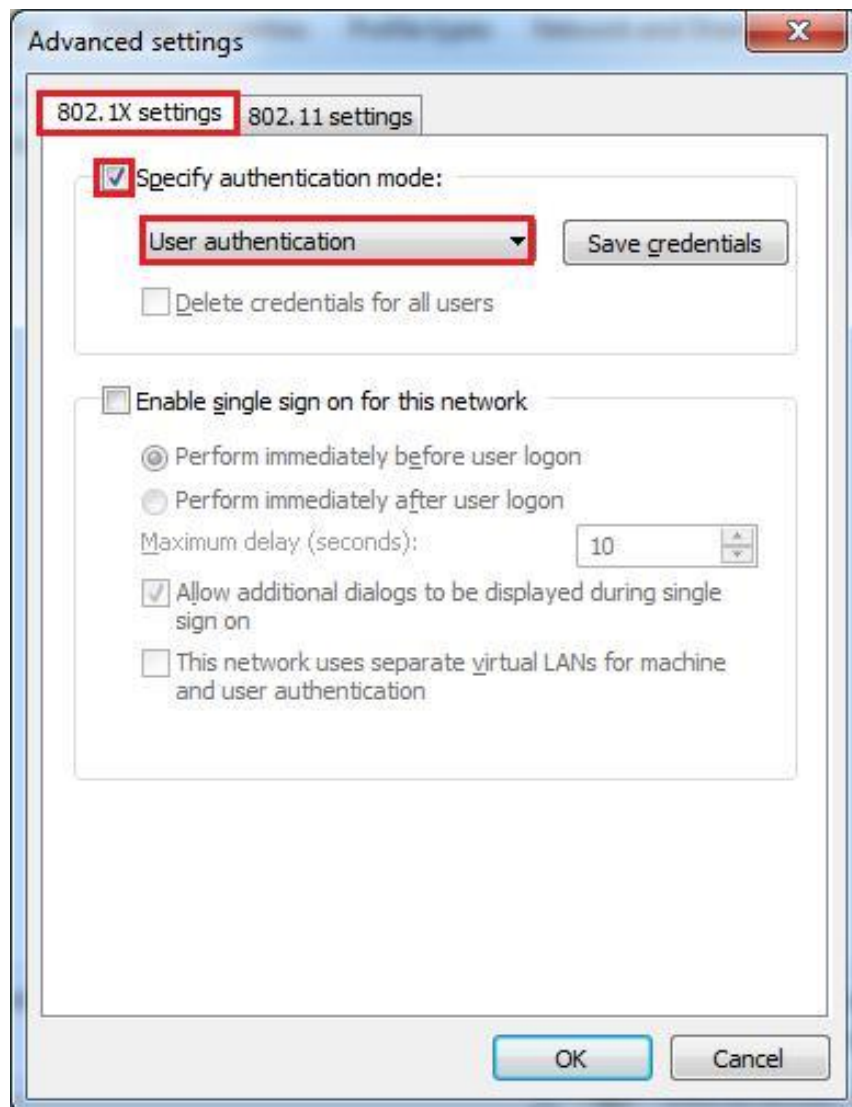 Advanced settings
802.1X settings
802.11 settings
Specify authentication mode:
User authentication
Save credentials
Delete credentials for all users
Enable single sign on for this network
Perform immediately before user logon
Perform immediately after user logon
Maximum delay (seconds):
10
Allow additional dialogs to be displayed during single
sign on
This network uses separate virtual LANs for machine
and user authentication
OK
Cancel